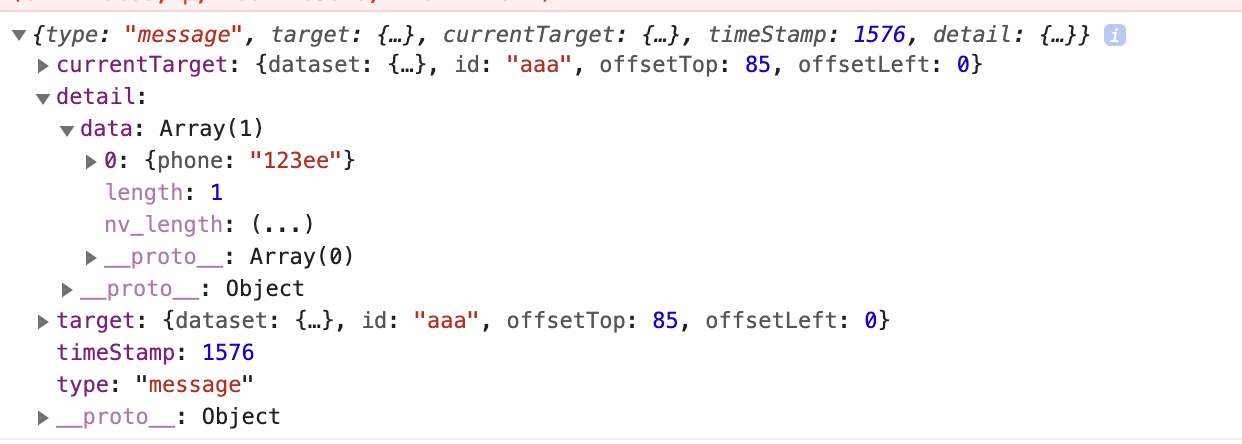 {type: "message", target: {…}, currentTarget: {…}, timeStamp: 1576, detail: {…}} i
currentTarget: {dataset: {…}, id: "aaa", offsetTop: 85, offsetLeft: 0}
detail:
data: Array(1)
0: {phone: "123ee"}
length: 1
nv_length: (...)
__proto__: Array(0)
__proto__: Object
target: {dataset: {…}, id: "aaa", offsetTop: 85, offsetLeft: 0}
timeStamp: 1576
type: "message"
__proto__: Object